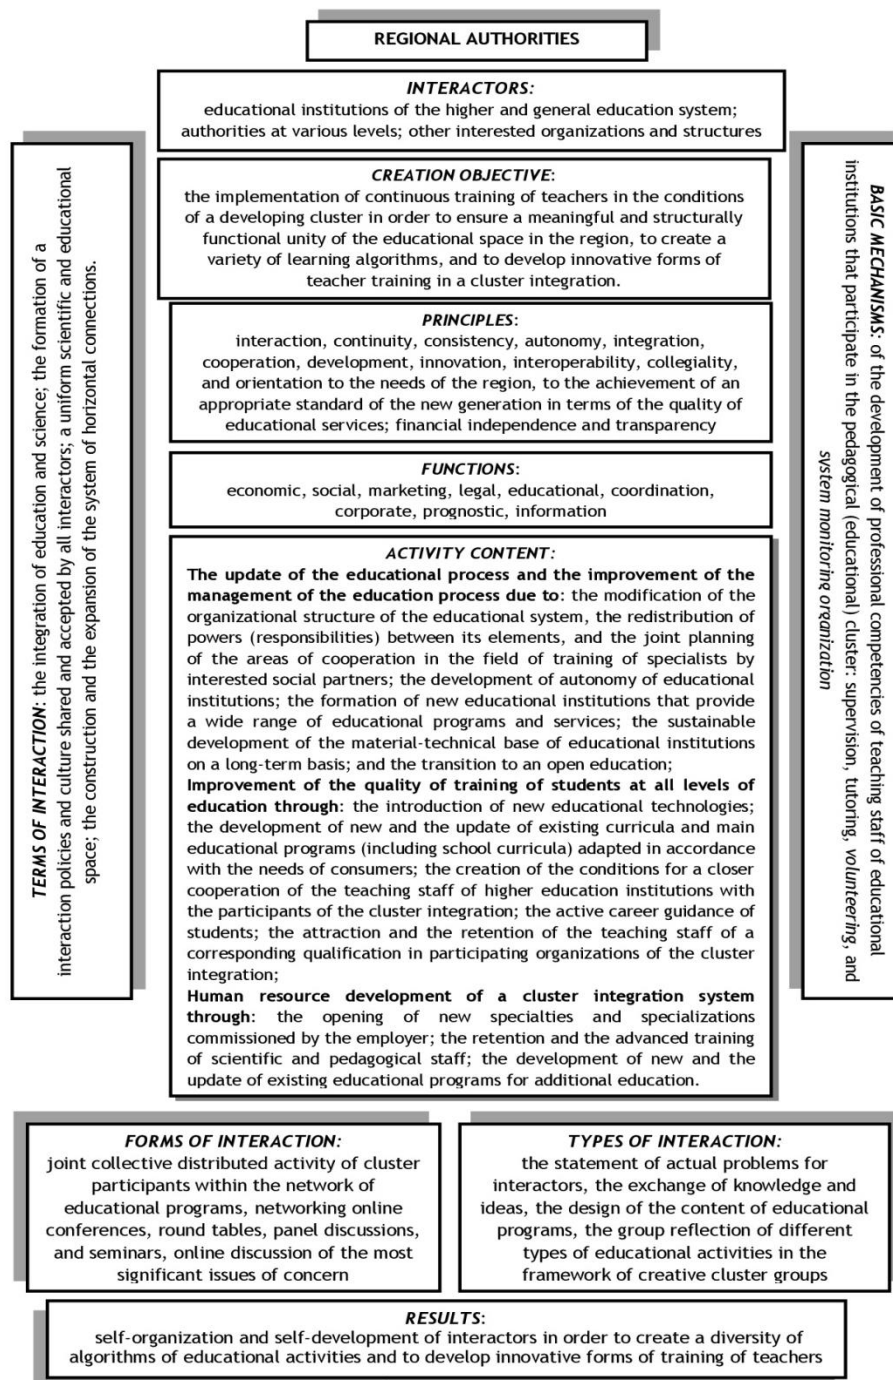 REGIONAL AUTHORITIES
INTERACTORS:
educational institutions of the higher and general education system;
authorities at various levels; other interested organizations and structures
TERMS OF INTERACTION: the integration of education and science; the formation of a
interaction policies and culture shared and accepted by all interactors; a uniform scientific and educational
space; the construction and the expansion of the system of horizontal connections.
CREATION OBJECTIVE:
the implementation of continuous training of teachers in the conditions
of a developing cluster in order to ensure a meaningful and structurally
functional unity of the educational space in the region, to create a
variety of learning algorithms, and to develop innovative forms of
teacher training in a cluster integration.
PRINCIPLES:
interaction, continuity, consistency, autonomy, integration,
cooperation, development, innovation, interoperability, collegiality,
and orientation to the needs of the region, to the achievement of an
appropriate standard of the new generation in terms of the quality of
educational services; financial independence and transparency
FUNCTIONS:
economic, social, marketing, legal, educational, coordination,
corporate, prognostic, information
ACTIVITY CONTENT:
The update of the educational process and the improvement of the
management of the education process due to: the modification of the
organizational structure of the educational system, the redistribution of
powers (responsibilities) between its elements, and the joint planning
of the areas of cooperation in the field of training of specialists by
interested social partners; the development of autonomy of educational
institutions; the formation of new educational institutions that provide
a wide range of educational programs and services; the sustainable
development of the material-technical base of educational institutions
on a long-term basis; and the transition to an open education;
Improvement of the quality of training of students at all levels of
education through: the introduction of new educational technologies;
the development of new and the update of existing curricula and main
educational programs (including school curricula) adapted in accordance
with the needs of consumers; the creation of the conditions for a closer
cooperation of the teaching staff of higher education institutions with
the participants of the cluster integration; the active career guidance of
students; the attraction and the retention of the teaching staff of a
corresponding qualification in participating organizations of the cluster
integration;
Human resource development of a cluster integration system
through: the opening of new specialties and specializations
commissioned by the employer; the retention and the advanced training
of scientific and pedagogical staff; the development of new and the
update of existing educational programs for additional education.
BASIC MECHANISMS: of the development of professional competencies of teaching staff of educational
institutions that participate in the pedagogical (educational) cluster: supervision, tutoring, volunteering, and
system monitoring organization
FORMS OF INTERACTION:
joint collective distributed activity of cluster
participants within the network of
educational programs, networking online
conferences, round tables, panel discussions,
and seminars, online discussion of the most
significant issues of concern
TYPES OF INTERACTION:
the statement of actual problems for
interactors, the exchange of knowledge and
ideas, the design of the content of educational
programs, the group reflection of different
types of educational activities in the
framework of creative cluster groups
RESULTS:
self-organization and self-development of interactors in order to create a diversity of
algorithms of educational activities and to develop innovative forms of training of teachers